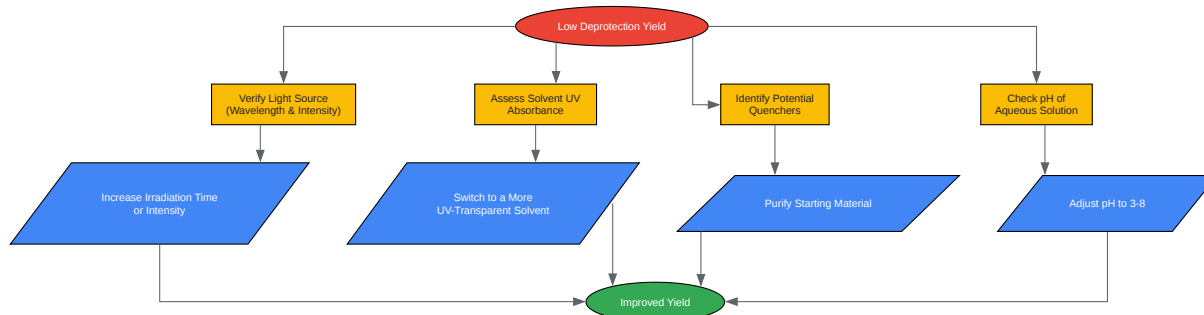 Low Deprotection Yield
Verify Light Source
(Wavelength & Intensity)
Assess Solvent UV
Absorbance
Identify Potential
Quenchers
Check pH of
Aqueous Solution
Increase Irradiation Time
or Intensity
Switch to a More
UV-Transparent Solvent
Purify Starting Material
Adjust pH to 3-8
Improved Yield